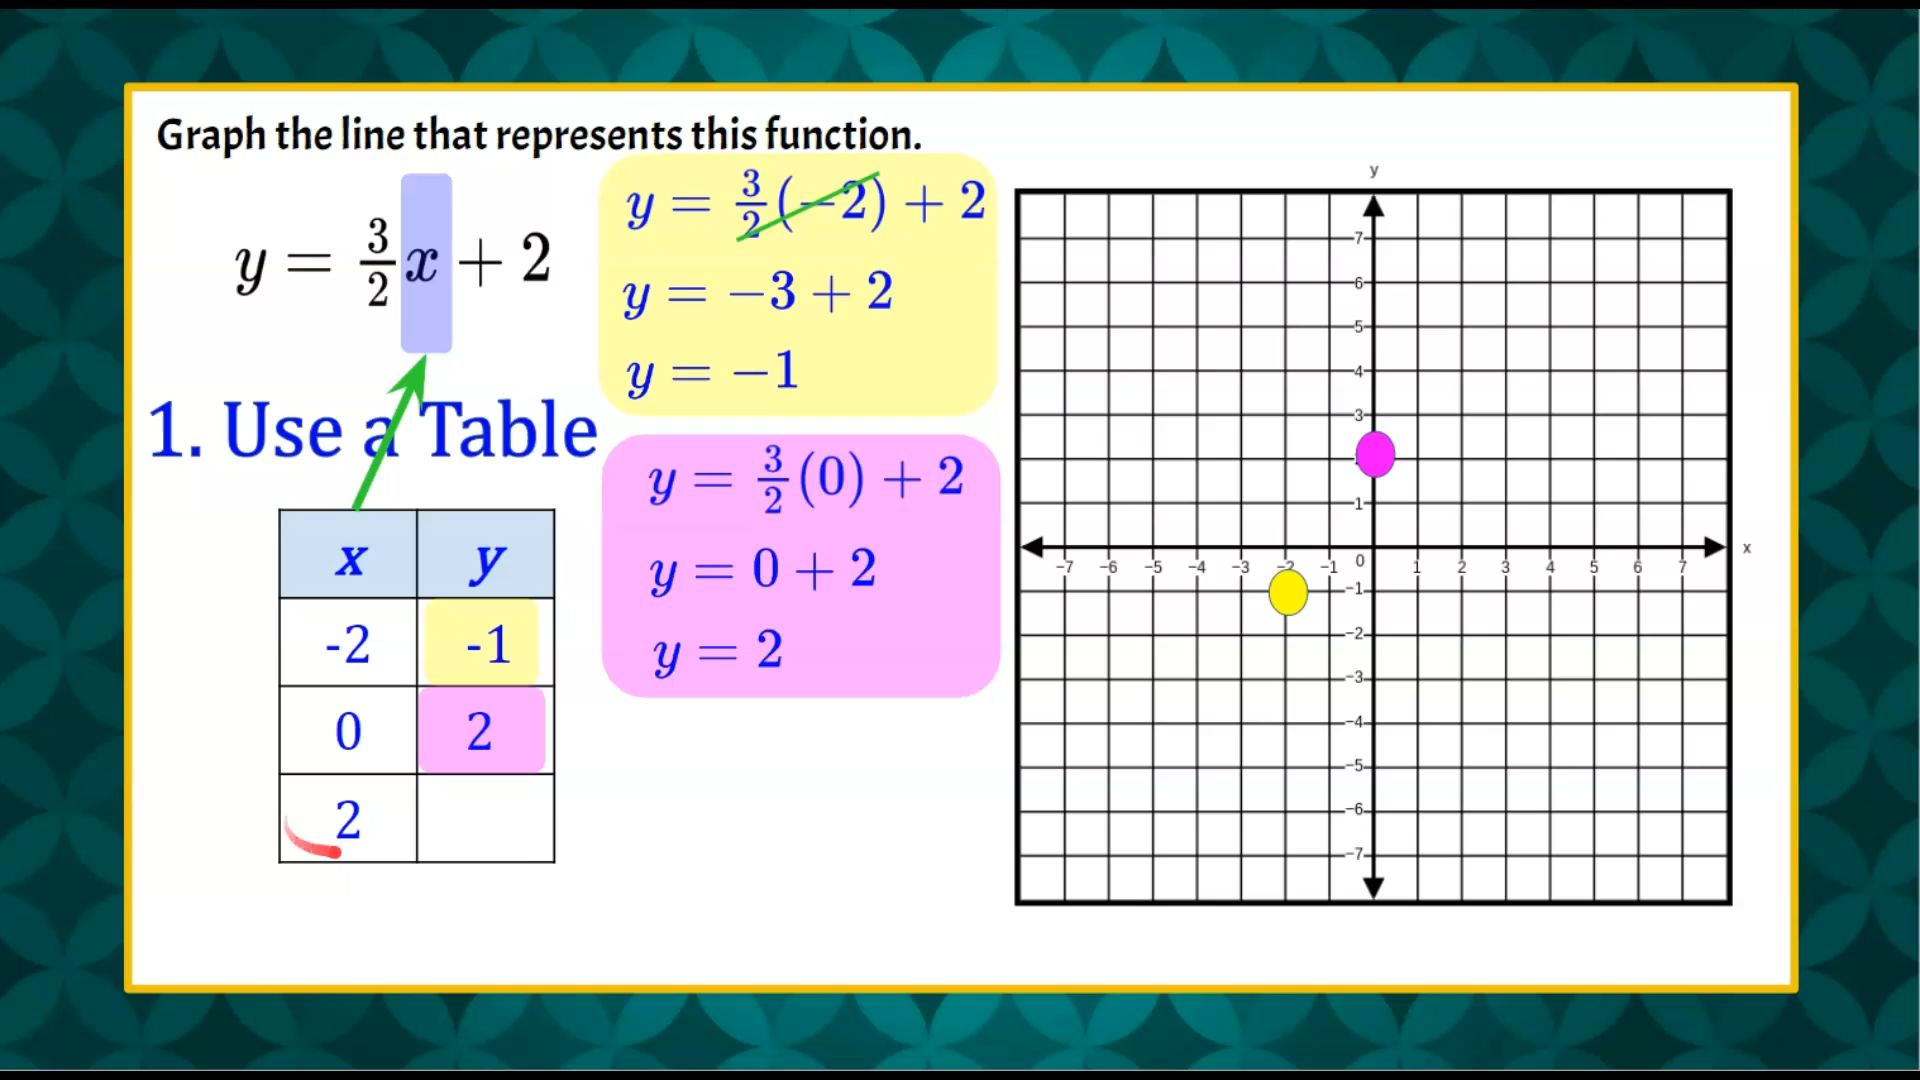 Graph the line that represents this function.
y = 3/2 x + 2
1. Use a Table
x y
-2 -1
0 2
2
y = 3/2 (−2) + 2
y = −3 + 2
y = −1
y = 3/2 (0) + 2
y = 0 + 2
y = 2
y
7
6
5
4
3
1
−7 −6 −5 −4 −3 −2 −1 0 1 2 3 4 5 6 7 x
−1
−2
−3
−4
−5
−6
−7